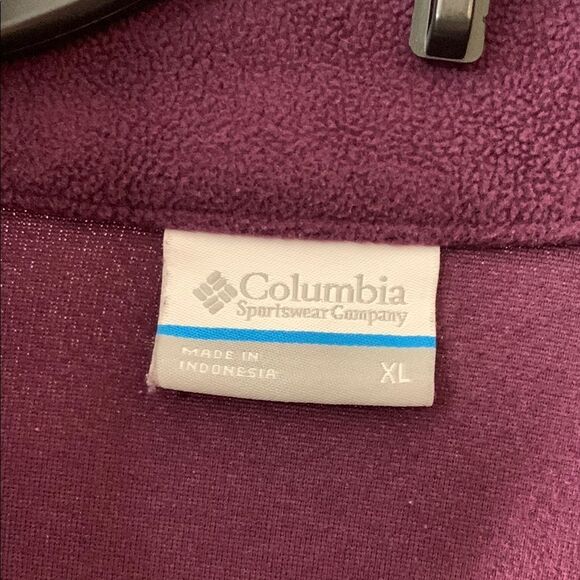 Columbia
Sportswear Company
MADE IN
INDONESIA
XL